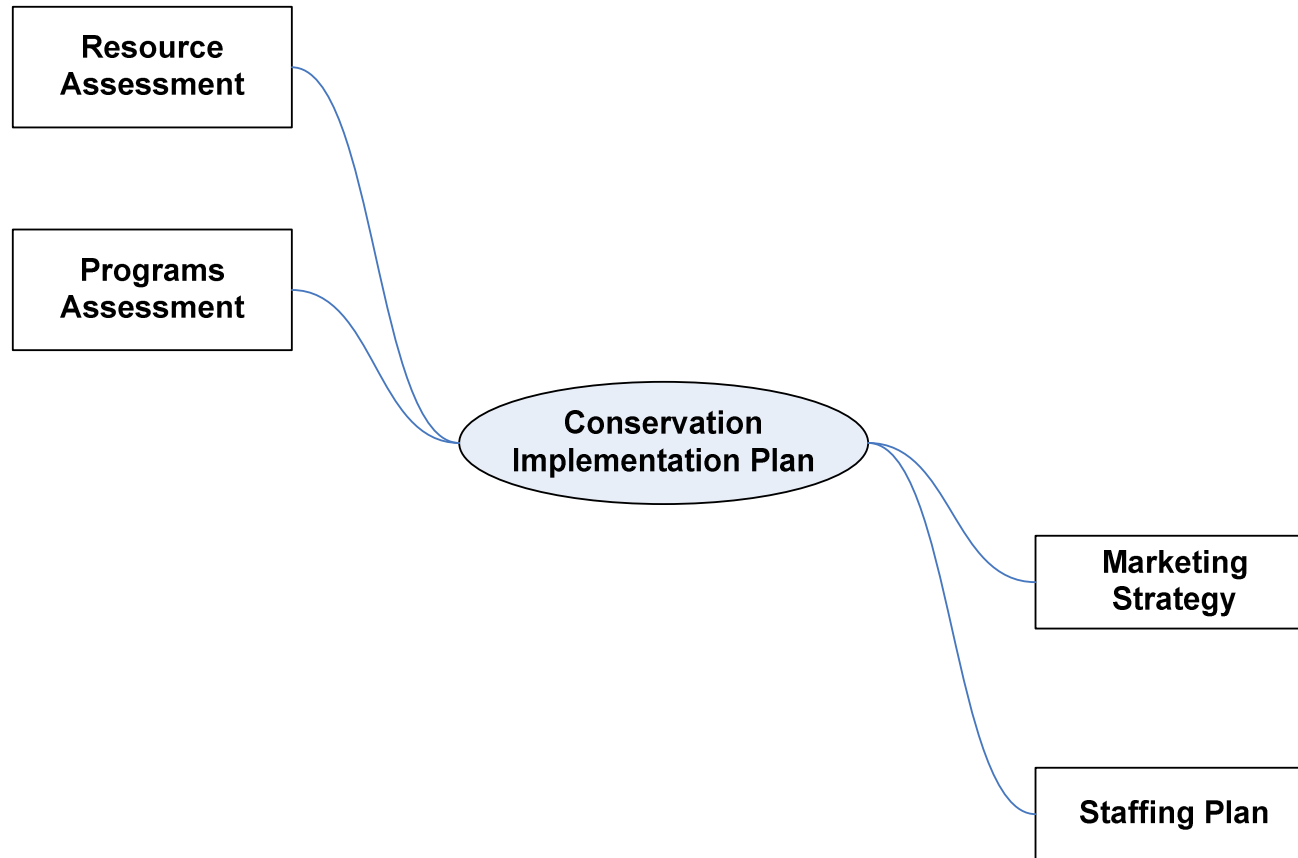 Resource
Assessment
Programs
Assessment
Conservation
Implementation Plan
Marketing
Strategy
Staffing Plan